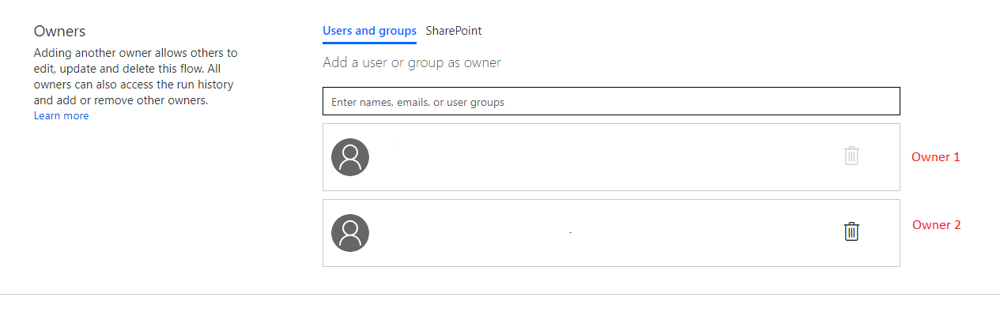 Owners
Adding another owner allows others to
edit, update and delete this flow. All
owners can also access the run history
and add or remove other owners.
Learn more
Users and groups SharePoint
Add a user or group as owner
Enter names, emails, or user groups
Owner 1
Owner 2